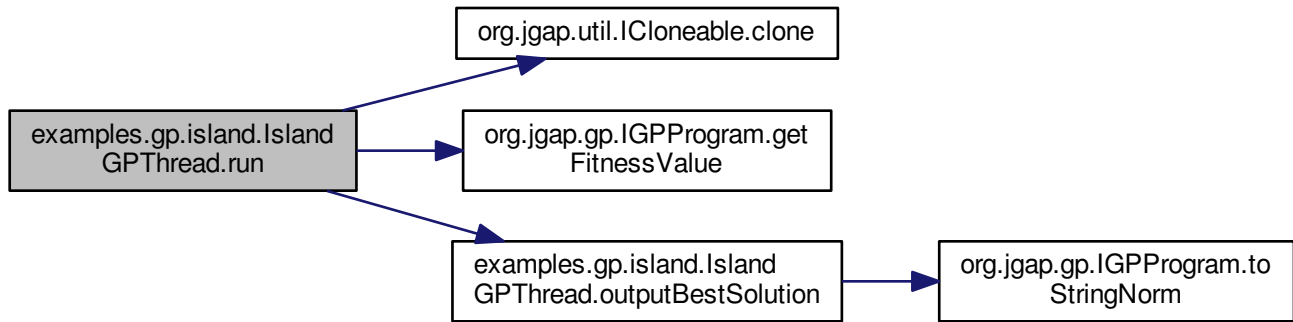 org.jgap.util.ICloneable.clone
examples.gp.island.Island
GPThread.run
org.jgap.gp.IGPProgram.get
FitnessValue
examples.gp.island.Island
GPThread.outputBestSolution
org.jgap.gp.IGPProgram.to
StringNorm